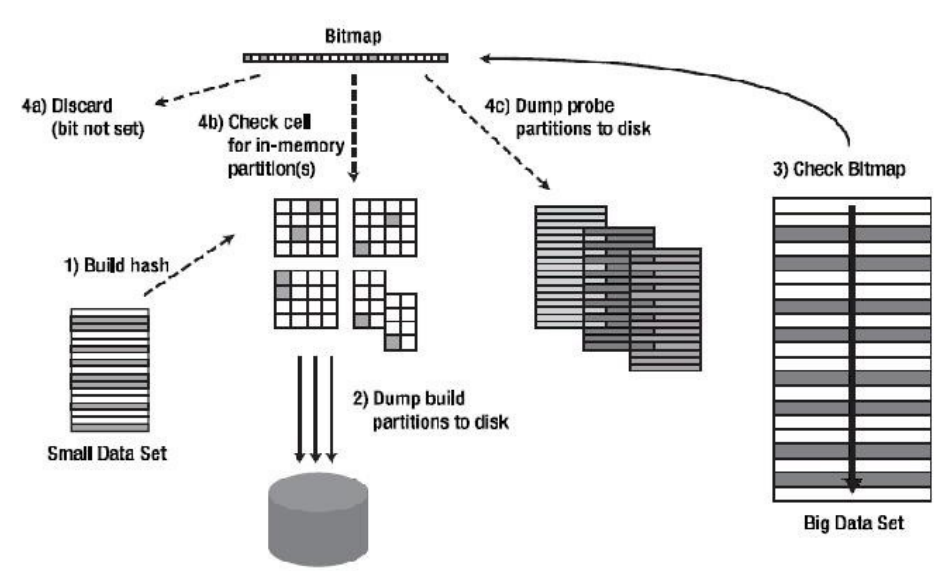 Bitmap
4a) Discard
(bit not set)
4b) Check cell
for in-memory
partition(s)
4c) Dump probe
partitions to disk
3) Check Bitmap
1) Build hash
2) Dump build
partitions to disk
Small Data Set
Big Data Set